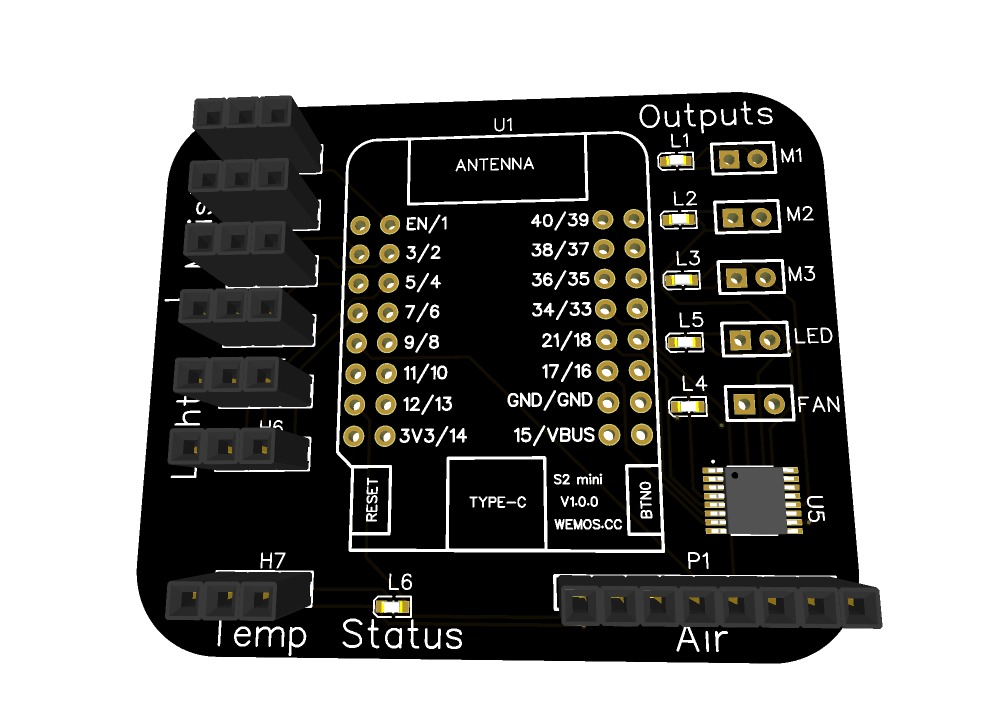 Outputs
U1
L1
M1
ANTENNA
L2
M2
EN/1
40/39
3/2
38/37
L3
M3
5/4
36/35
7/6
34/33
L5
LED
9/8
21/18
11/10
17/16
L4
FAN
12/13
GND/GND
3V3/14
15/VBUS
H6
RESET
TYPE-C
S2 mini
V1.0.0
WEMOS.CC
BTN0
U5
H7
L6
P1
Temp
Status
Air